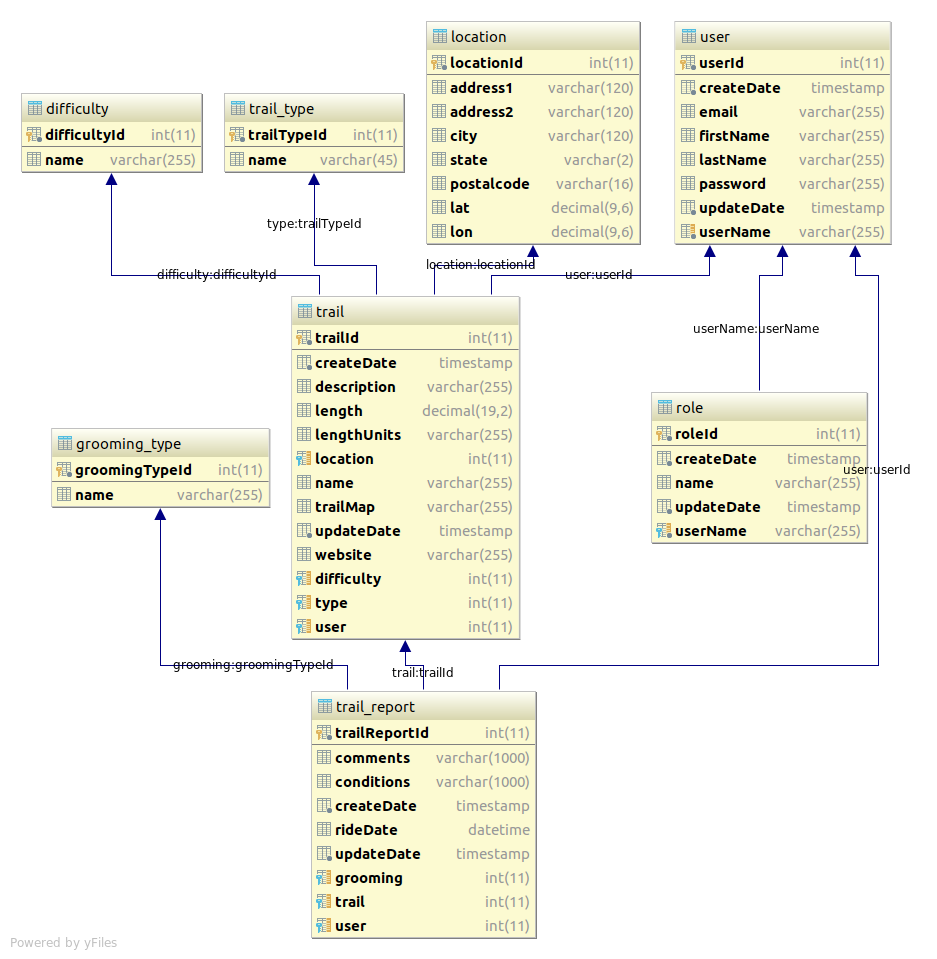 location
locationId int(11)
address1 varchar(120)
address2 varchar(120)
city varchar(120)
state varchar(2)
postalcode varchar(16)
lat decimal(9,6)
lon decimal(9,6)
user
userId int(11)
createDate timestamp
email varchar(255)
firstName varchar(255)
lastName varchar(255)
password varchar(255)
updateDate timestamp
userName varchar(255)
difficulty
difficultyId int(11)
name varchar(255)
trail_type
trailTypeId int(11)
name varchar(45)
type:trailTypeId
difficulty:difficultyId
location:locationId
user:userId
userName:userName
trail
trailId int(11)
createDate timestamp
description varchar(255)
length decimal(19,2)
lengthUnits varchar(255)
location int(11)
name varchar(255)
trailMap varchar(255)
updateDate timestamp
website varchar(255)
difficulty int(11)
type int(11)
user int(11)
role
roleId int(11)
createDate timestamp
name varchar(255)
updateDate timestamp
userName varchar(255)
user:userId
grooming_type
groomingTypeId int(11)
name varchar(255)
grooming:groomingTypeId
trail:trailId
trail_report
trailReportId int(11)
comments varchar(1000)
conditions varchar(1000)
createDate timestamp
rideDate datetime
updateDate timestamp
grooming int(11)
trail int(11)
user int(11)
Powered by yFiles